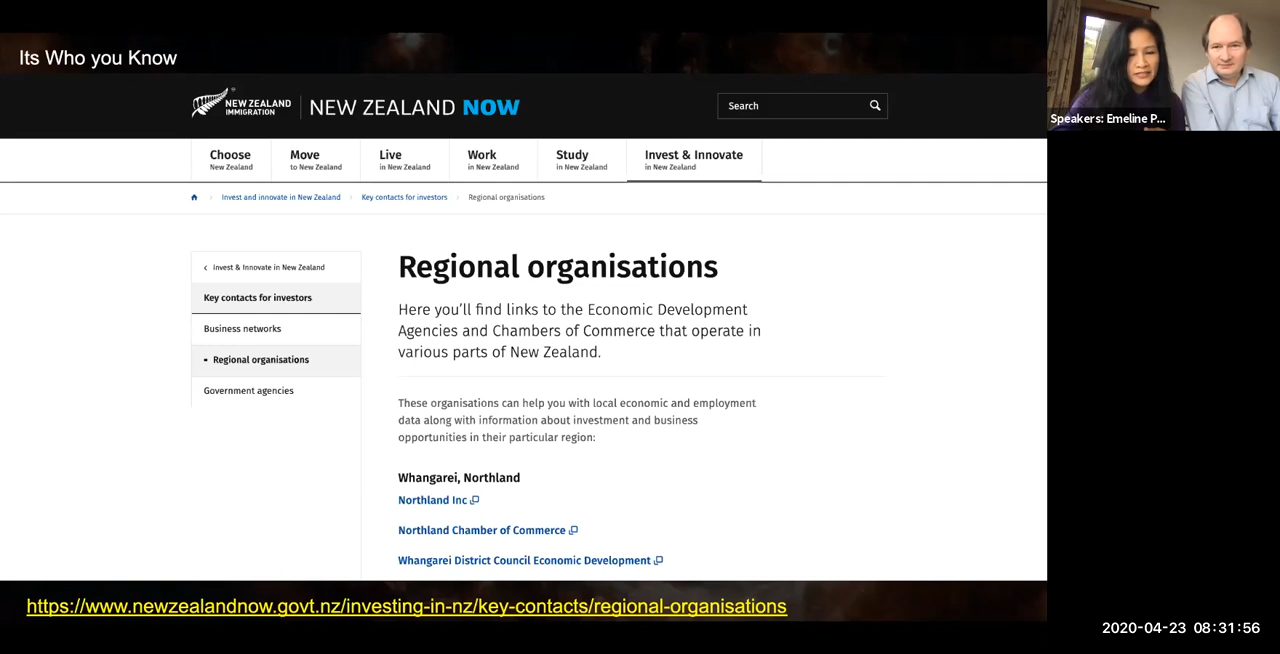 Its Who you Know
NEW ZEALAND
IMMIGRATION
NEW ZEALAND NOW
Search
Speakers: Emeline P...
Choose
New Zealand
Move
to New Zealand
Live
in New Zealand
Work
in New Zealand
Study
in New Zealand
Invest & Innovate
in New Zealand
Invest and innovate in New Zealand
Key contacts for investors
Regional organisations
Invest & Innovate in New Zealand
Key contacts for investors
Business networks
Regional organisations
Government agencies
Regional organisations
Here you’ll find links to the Economic Development
Agencies and Chambers of Commerce that operate in
various parts of New Zealand.
These organisations can help you with local economic and employment
data along with information about investment and business
opportunities in their particular region:
Whangarei, Northland
Northland Inc
Northland Chamber of Commerce
Whangarei District Council Economic Development
https://www.newzealandnow.govt.nz/investing-in-nz/key-contacts/regional-organisations
2020-04-23 08:31:56